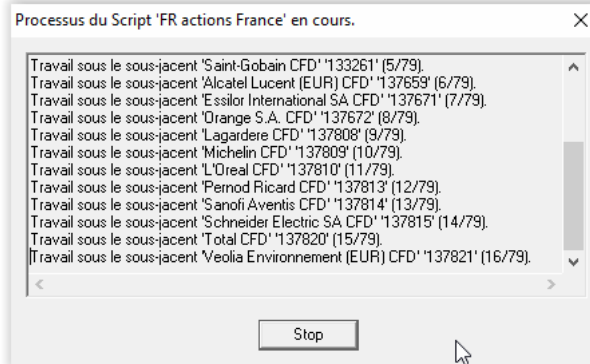 Processus du Script 'FR actions France' en cours.
Travail sous le sous-jacent 'Saint-Gobain CFD' '133261' (5/79).
Travail sous le sous-jacent 'Alcatel Lucent (EUR) CFD' '137659' (6/79).
Travail sous le sous-jacent 'Essilor International SA CFD' '137671' (7/79).
Travail sous le sous-jacent 'Orange S.A. CFD' '137672' (8/79).
Travail sous le sous-jacent 'Lagardere CFD' '137808' (9/79).
Travail sous le sous-jacent 'Michelin CFD' '137809' (10/79).
Travail sous le sous-jacent 'L'Oreal CFD' '137810' (11/79).
Travail sous le sous-jacent 'Pernod Ricard CFD' '137813' (12/79).
Travail sous le sous-jacent 'Sanofi Aventis CFD' '137814' (13/79).
Travail sous le sous-jacent 'Schneider Electric SA CFD' '137815' (14/79).
Travail sous le sous-jacent 'Total CFD' '137820' (15/79).
Travail sous le sous-jacent 'Veolia Environnement (EUR) CFD' '137821' (16/79).
Stop